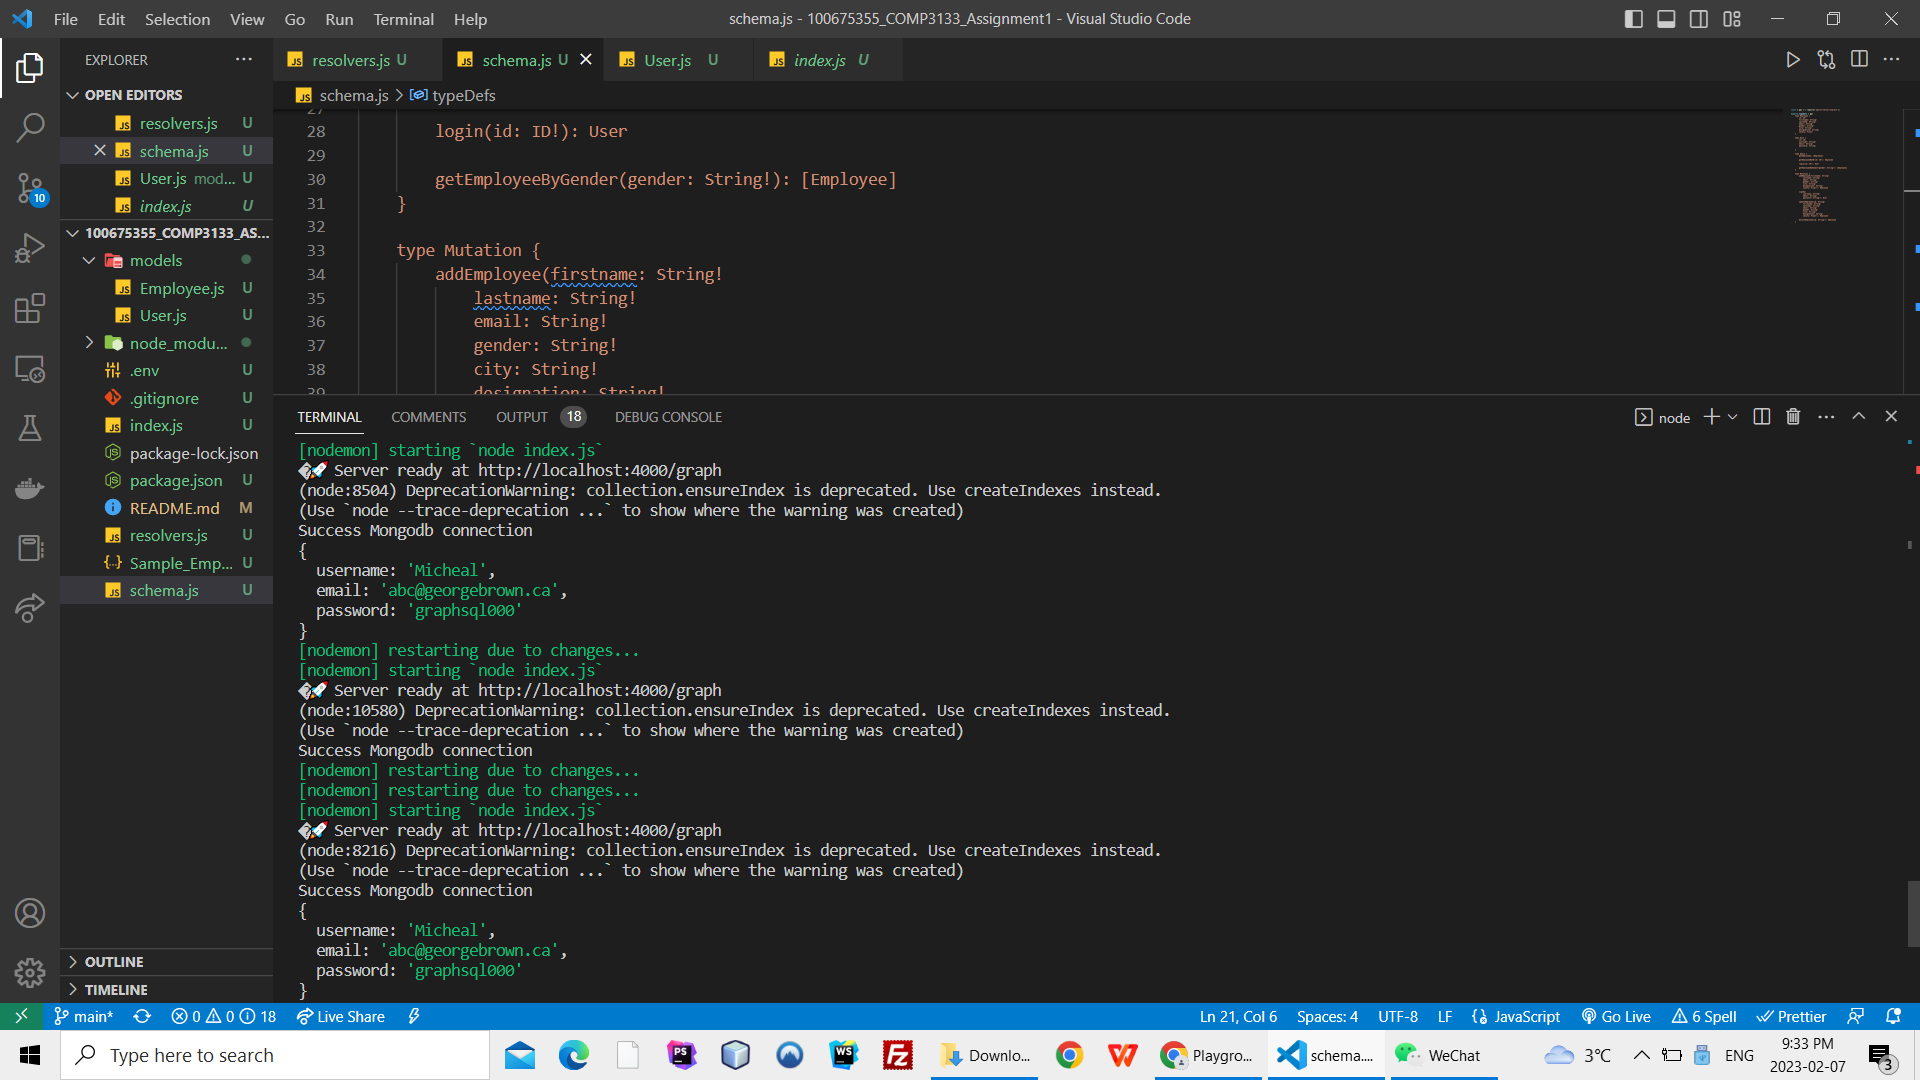 File Edit Selection View Go Run Terminal Help
schema.js - 100675355_COMP3133_Assignment1 - Visual Studio Code
EXPLORER
OPEN EDITORS
resolvers.js U
schema.js U
User.js mod... U
index.js U
100675355_COMP3133_AS...
models
Employee.js U
User.js U
node_modu...
.env U
.gitignore U
index.js U
package-lock.json
package.json U
README.md M
resolvers.js U
Sample_Emp... U
schema.js U
OUTLINE
TIMELINE
10
resolvers.js U
schema.js U
User.js U
index.js U
schema.js > typeDefs
27
28 login(id: ID!): User
29
30 getEmployeeByGender(gender: String!): [Employee]
31 }
32
33 type Mutation {
34 addEmployee(firstname: String!
35 lastname: String!
36 email: String!
37 gender: String!
38 city: String!
39 designation: String!
TERMINAL COMMENTS OUTPUT 18 DEBUG CONSOLE
node
[nodemon] starting `node index.js`
�🚀 Server ready at http://localhost:4000/graph
(node:8504) DeprecationWarning: collection.ensureIndex is deprecated. Use createIndexes instead.
(Use `node --trace-deprecation ...` to show where the warning was created)
Success Mongodb connection
{
username: 'Micheal',
email: 'abc@georgebrown.ca',
password: 'graphsql000'
}
[nodemon] restarting due to changes...
[nodemon] starting `node index.js`
�🚀 Server ready at http://localhost:4000/graph
(node:10580) DeprecationWarning: collection.ensureIndex is deprecated. Use createIndexes instead.
(Use `node --trace-deprecation ...` to show where the warning was created)
Success Mongodb connection
[nodemon] restarting due to changes...
[nodemon] restarting due to changes...
[nodemon] starting `node index.js`
�🚀 Server ready at http://localhost:4000/graph
(node:8216) DeprecationWarning: collection.ensureIndex is deprecated. Use createIndexes instead.
(Use `node --trace-deprecation ...` to show where the warning was created)
Success Mongodb connection
{
username: 'Micheal',
email: 'abc@georgebrown.ca',
password: 'graphsql000'
}
main* 0 0 18 Live Share
Ln 21, Col 6 Spaces: 4 UTF-8 LF JavaScript Go Live 6 Spell Prettier
Type here to search
PS
WS
Fz
Downlo...
Playgro...
schema....
WeChat
3°C
ENG
9:33 PM
2023-02-07
3